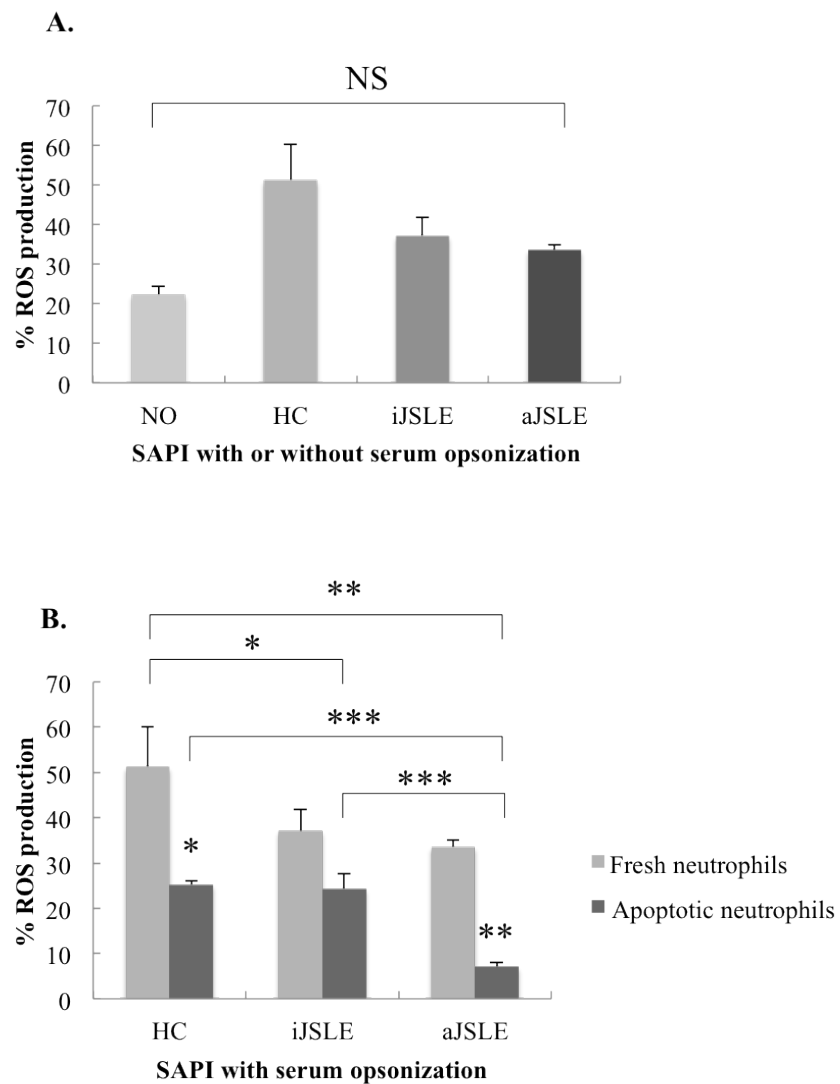 A.
NS
70
60
50
40
30
20
10
0
% ROS production
NO HC iJSLE aJSLE
SAPI with or without serum opsonization
B.
**
*
***
***
70
60
50
40
30
20
10
0
% ROS production
*
**
HC iJSLE aJSLE
SAPI with serum opsonization
Fresh neutrophils
Apoptotic neutrophils